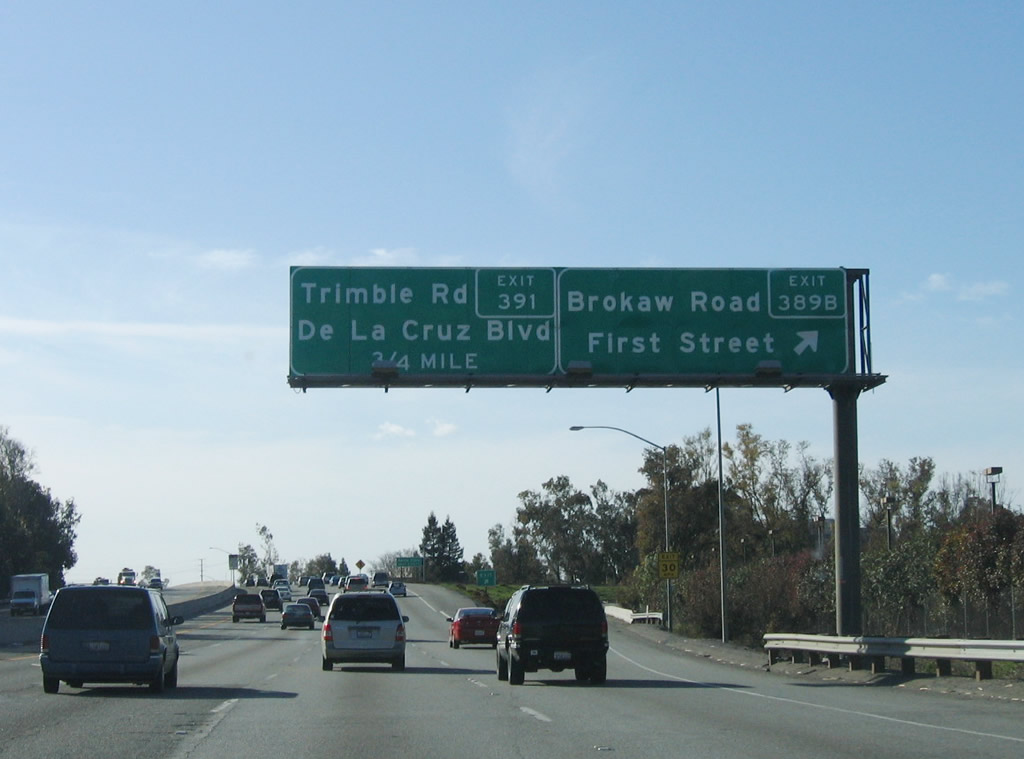 Trimble Rd
EXIT
391
De La Cruz Blvd
3/4 MILE
Brokaw Road
EXIT
389B
First Street
30